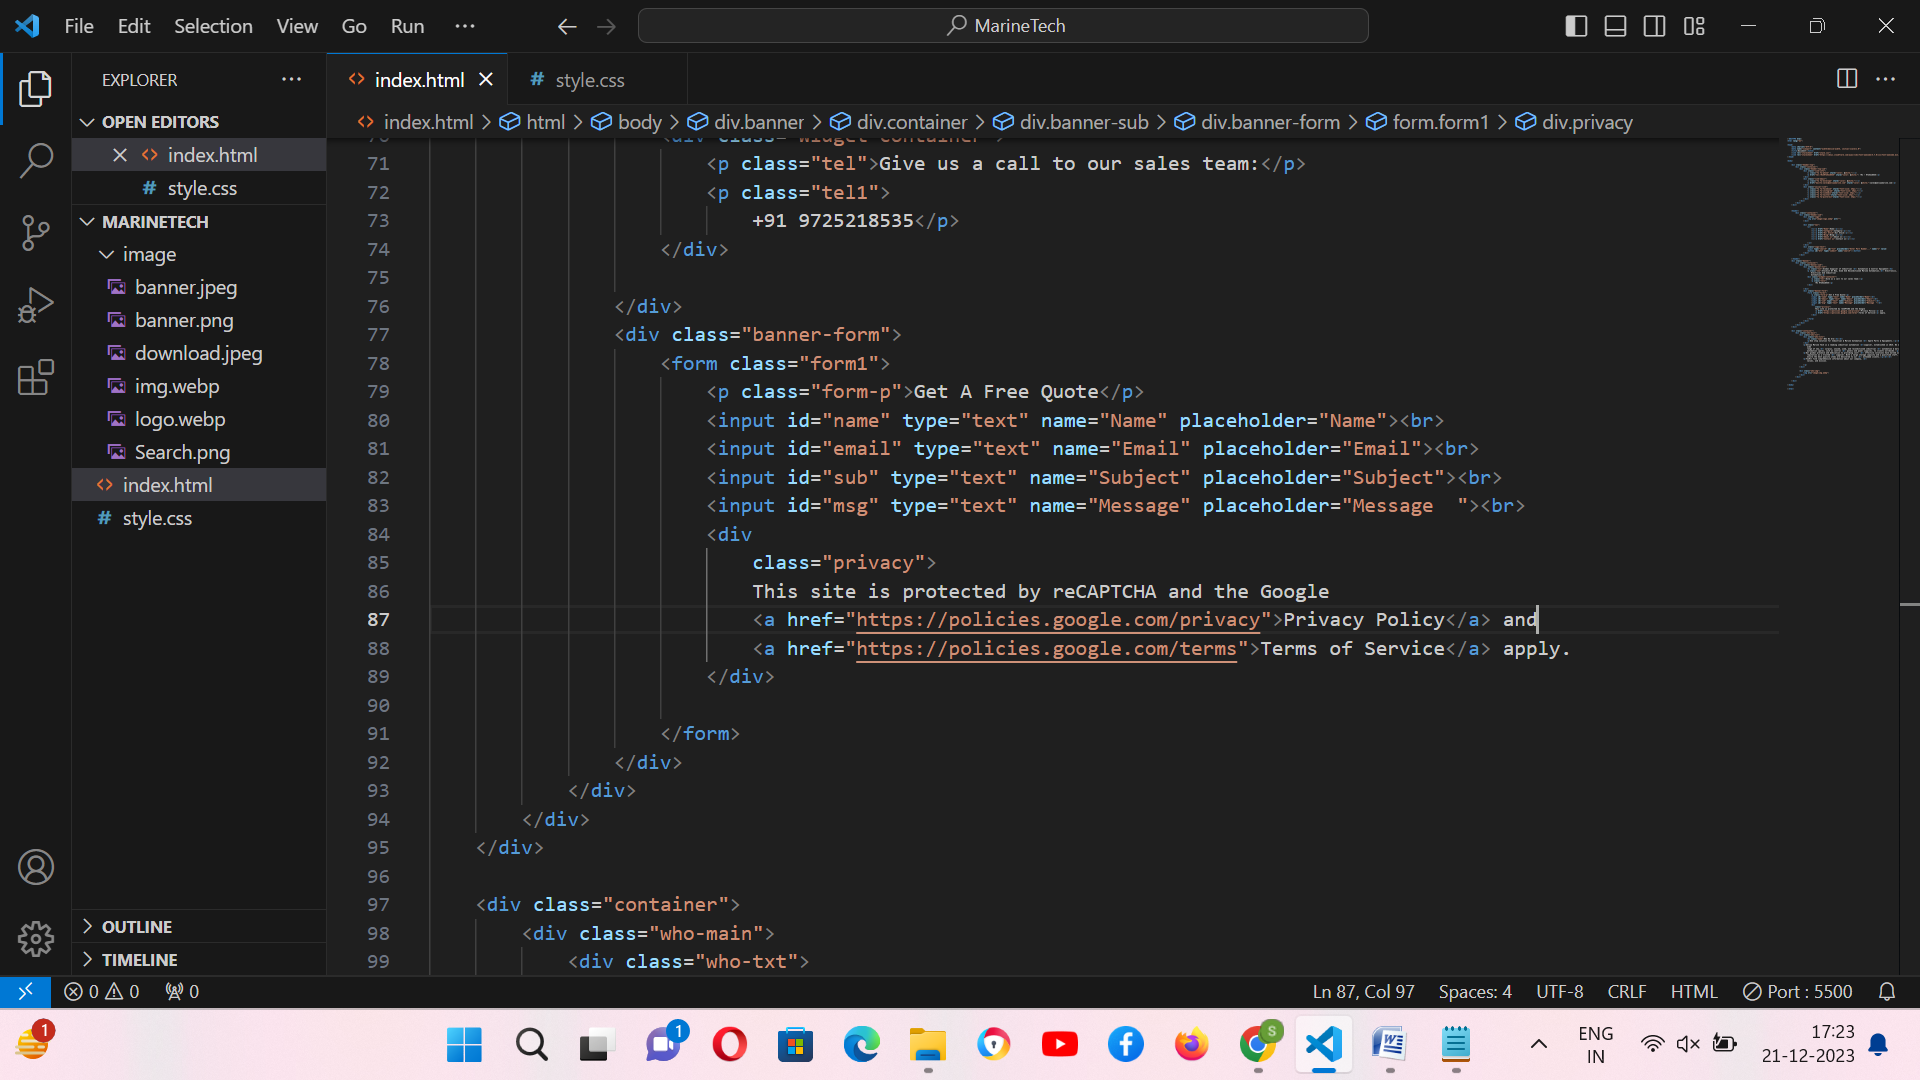 File Edit Selection View Go Run ... MarineTech
EXPLORER ...
OPEN EDITORS
index.html
# style.css
MARINETECH
image
banner.jpeg
banner.png
download.jpeg
img.webp
logo.webp
Search.png
<> index.html
# style.css
OUTLINE
TIMELINE
<> index.html # style.css
<> index.html > html > body > div.banner > div.container > div.banner-sub > div.banner-form > form.form1 > div.privacy
71 <p class="tel">Give us a call to our sales team:</p>
72 <p class="tel1">
73 +91 9725218535</p>
74 </div>
75
76 </div>
77 <div class="banner-form">
78 <form class="form1">
79 <p class="form-p">Get A Free Quote</p>
80 <input id="name" type="text" name="Name" placeholder="Name"><br>
81 <input id="email" type="text" name="Email" placeholder="Email"><br>
82 <input id="sub" type="text" name="Subject" placeholder="Subject"><br>
83 <input id="msg" type="text" name="Message" placeholder="Message  "><br>
84 <div
85 class="privacy">
86 This site is protected by reCAPTCHA and the Google
87 <a href="https://policies.google.com/privacy">Privacy Policy</a> and
88 <a href="https://policies.google.com/terms">Terms of Service</a> apply.
89 </div>
90
91 </form>
92 </div>
93 </div>
94 </div>
95 </div>
96
97 <div class="container">
98 <div class="who-main">
99 <div class="who-txt">
0 0 0 Ln 87, Col 97 Spaces: 4 UTF-8 CRLF HTML Port : 5500
1 1 S ENG IN 17:23
21-12-2023